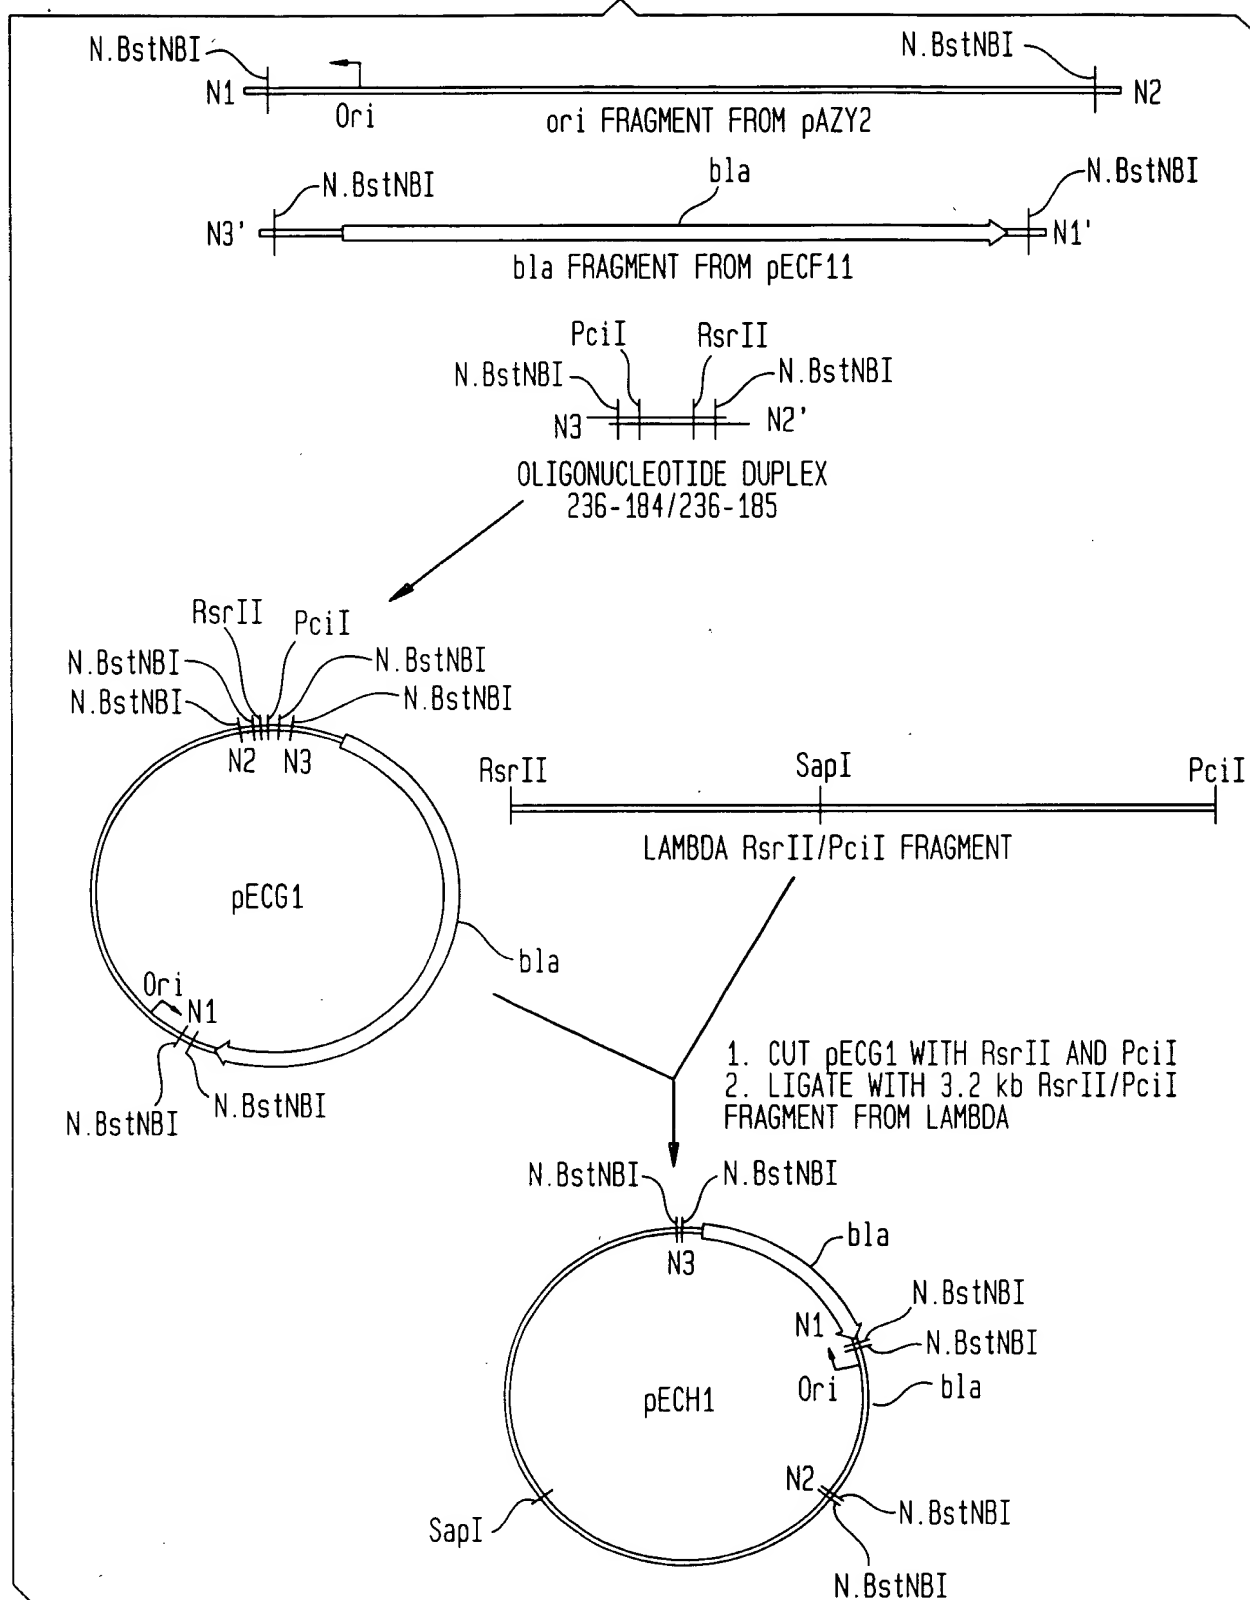 N.BstNBI
N.BstNBI
N1
N2
Ori
ori FRAGMENT FROM pAZY2
bla
N.BstNBI
N.BstNBI
N3'
N1'
bla FRAGMENT FROM pECF11
PciI
RsrII
N.BstNBI
N.BstNBI
N3
N2'
OLIGONUCLEOTIDE DUPLEX
236-184/236-185
RsrII
PciI
N.BstNBI
N.BstNBI
N.BstNBI
N.BstNBI
N2
N3
RsrII
SapI
PciI
LAMBDA RsrII/PciI FRAGMENT
pECG1
bla
Ori
N1
N.BstNBI
N.BstNBI
1. CUT pECG1 WITH RsrII AND PciI
2. LIGATE WITH 3.2 kb RsrII/PciI
FRAGMENT FROM LAMBDA
N.BstNBI
N.BstNBI
N3
bla
N1
N.BstNBI
N.BstNBI
Ori
bla
pECH1
N2
N.BstNBI
SapI
N.BstNBI